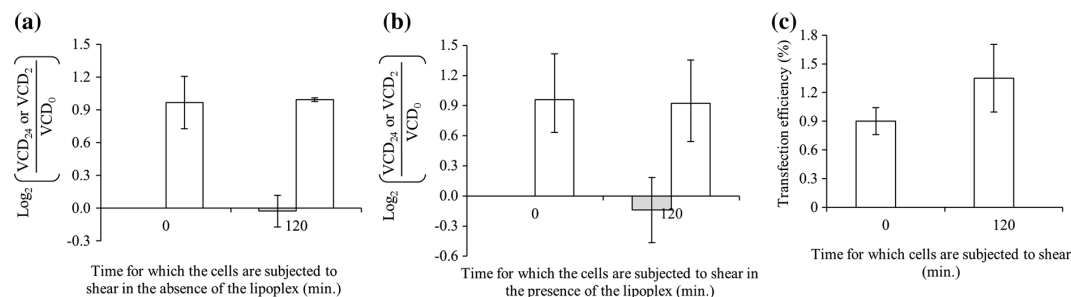 (a)
1.5
1.2
0.9
0.6
0.3
0.0
-0.3
Log2 { VCD24 or VCD2
VCD0 }
0
120
Time for which the cells are subjected to
shear in the absence of the lipoplex (min.)
(b)
1.5
1.2
0.9
0.6
0.3
0.0
-0.3
-0.6
Log2 { VCD24 or VCD2
VCD0 }
0
120
Time for which the cells are subjected to shear in
the presence of the lipoplex (min.)
(c)
1.8
1.5
1.2
0.9
0.6
0.3
0.0
Transfection efficiency (%)
0
120
Time for which the cells are subjected to shear
(min.)